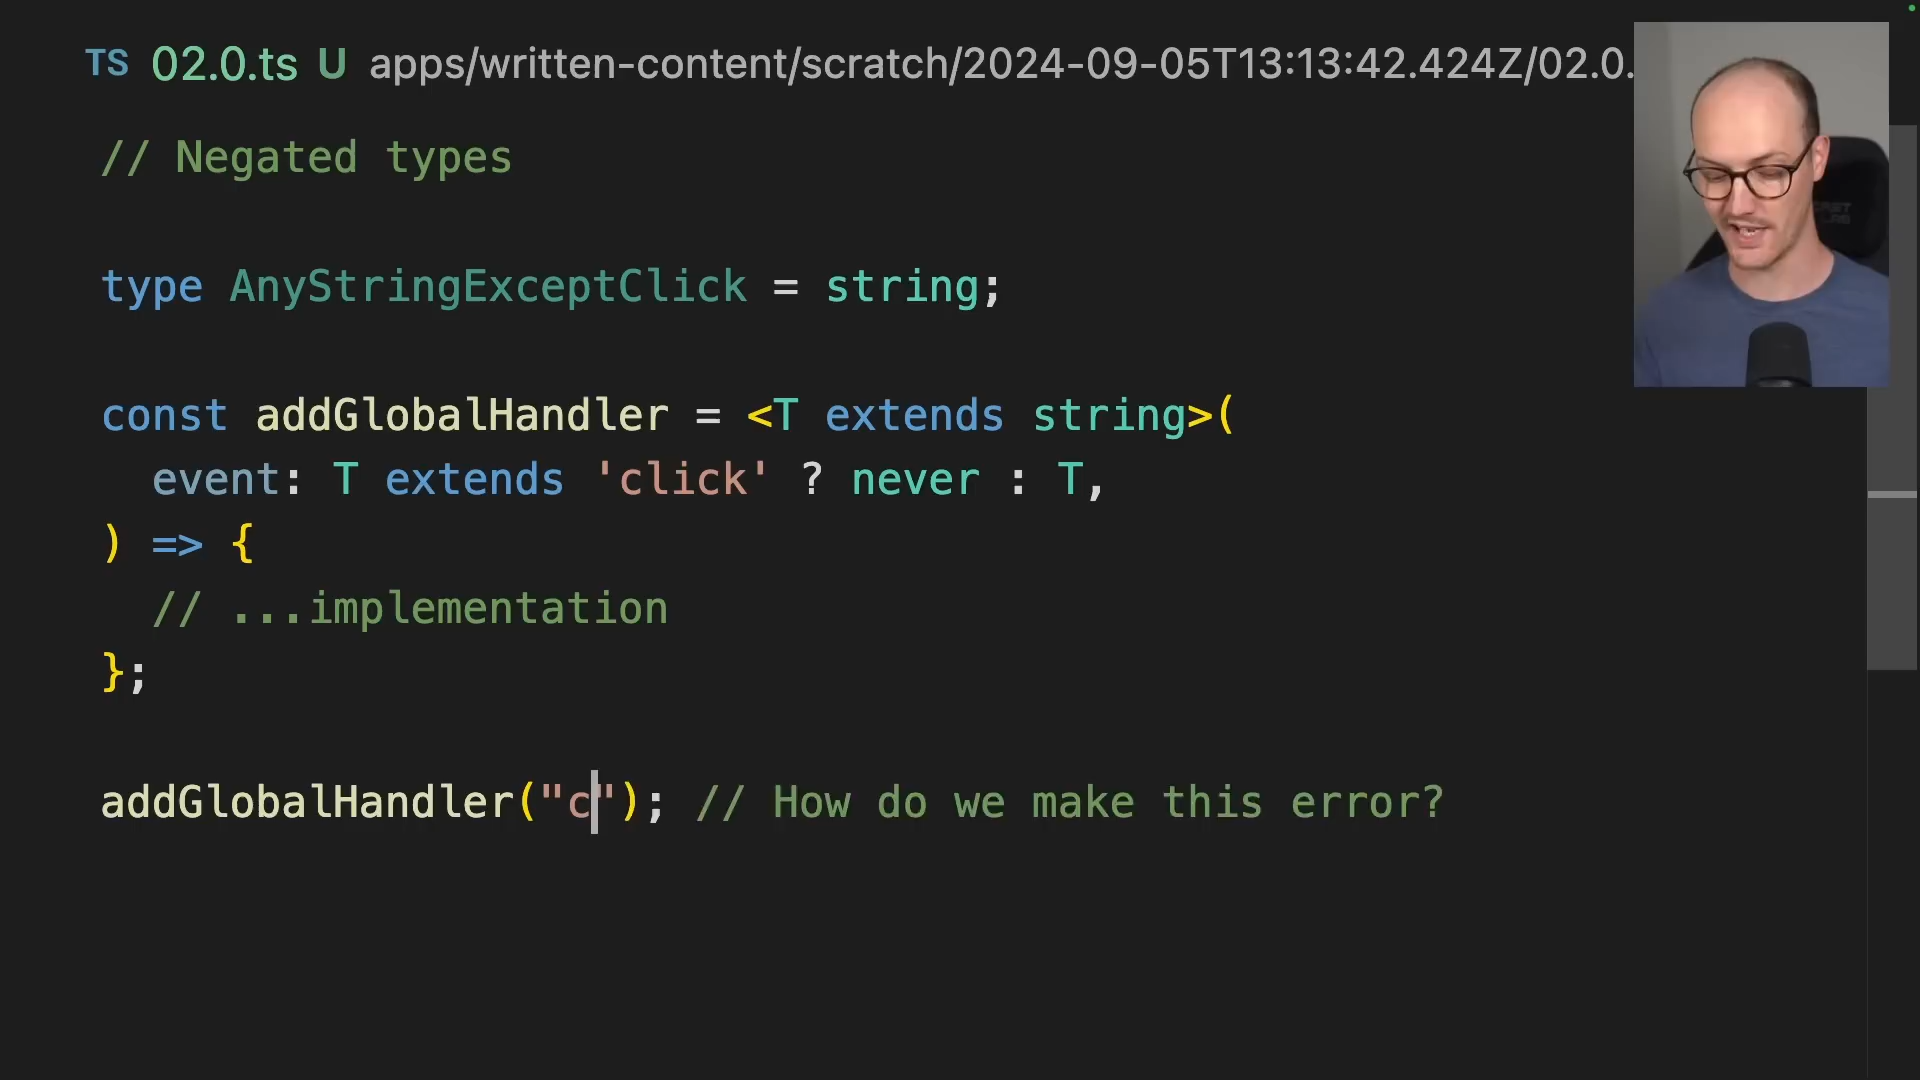 TS 02.0.ts U apps/written-content/scratch/2024-09-05T13:13:42.424Z/02.0.
// Negated types
type AnyStringExceptClick = string;
const addGlobalHandler = <T extends string>(
event: T extends 'click' ? never : T,
) => {
// ...implementation
};
addGlobalHandler("c"); // How do we make this error?